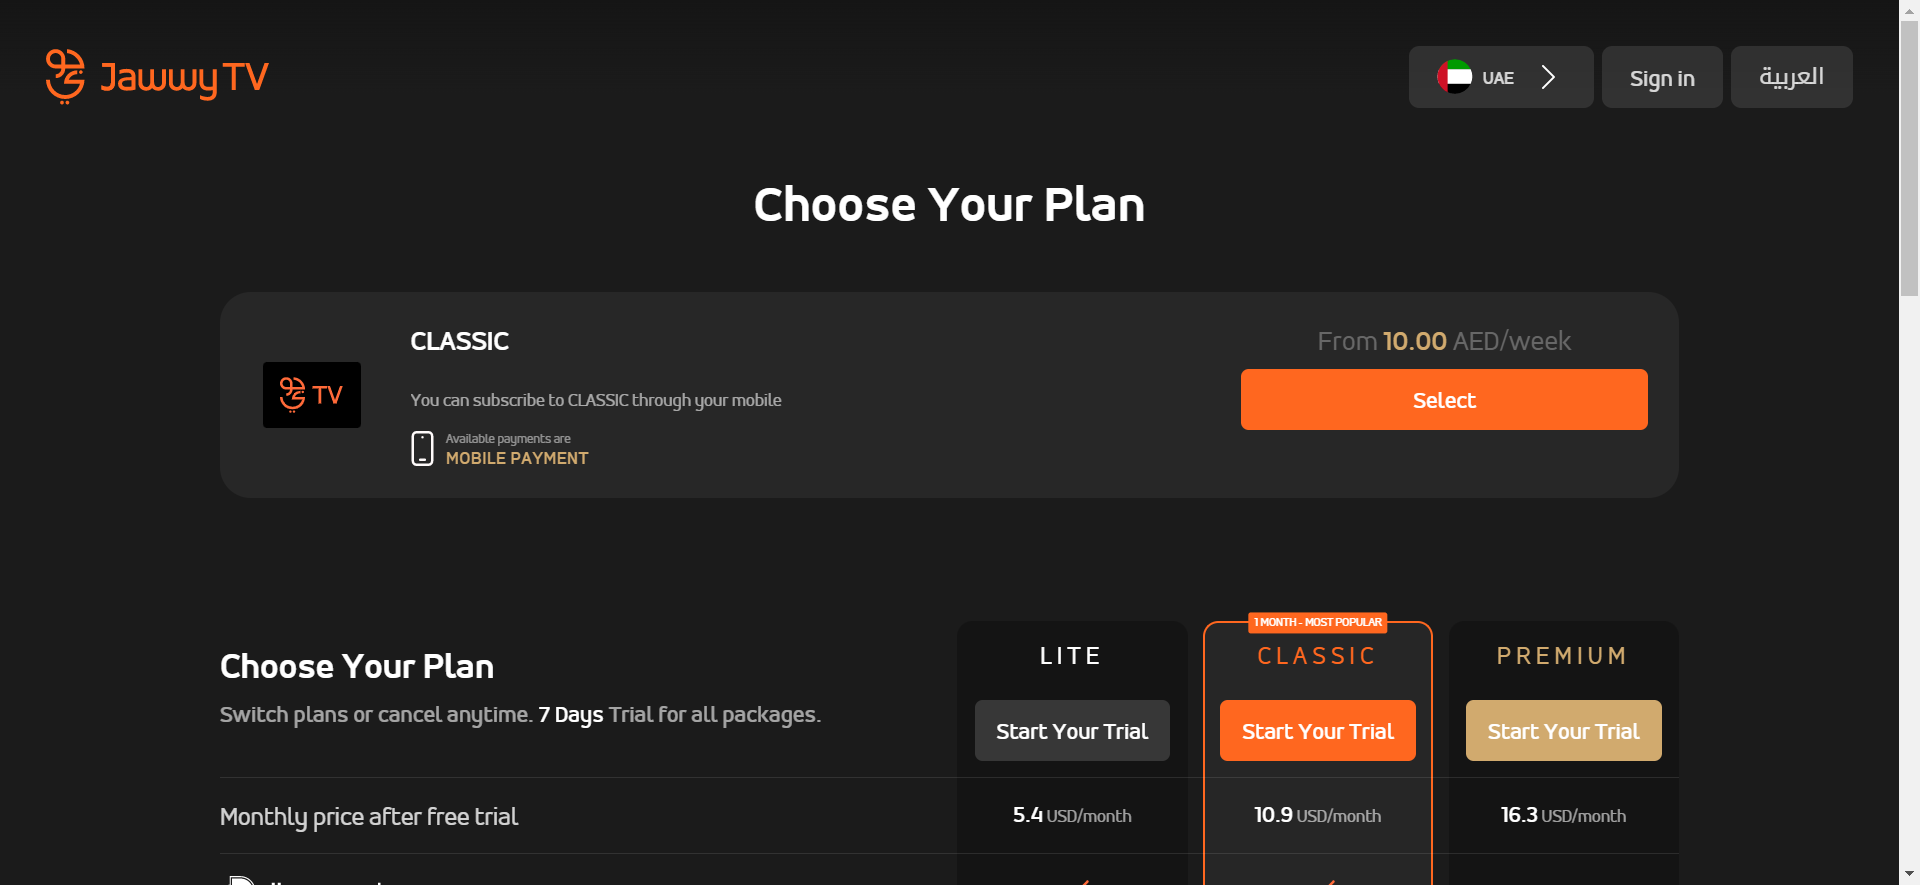 Jawwy TV
UAE
Sign in
العربية
Choose Your Plan
TV
CLASSIC
You can subscribe to CLASSIC through your mobile
Available payments are
MOBILE PAYMENT
From 10.00 AED/week
Select
Choose Your Plan
Switch plans or cancel anytime. 7 Days Trial for all packages.
LITE
Start Your Trial
1 MONTH - MOST POPULAR
CLASSIC
Start Your Trial
PREMIUM
Start Your Trial
Monthly price after free trial
5.4 USD/month
10.9 USD/month
16.3 USD/month